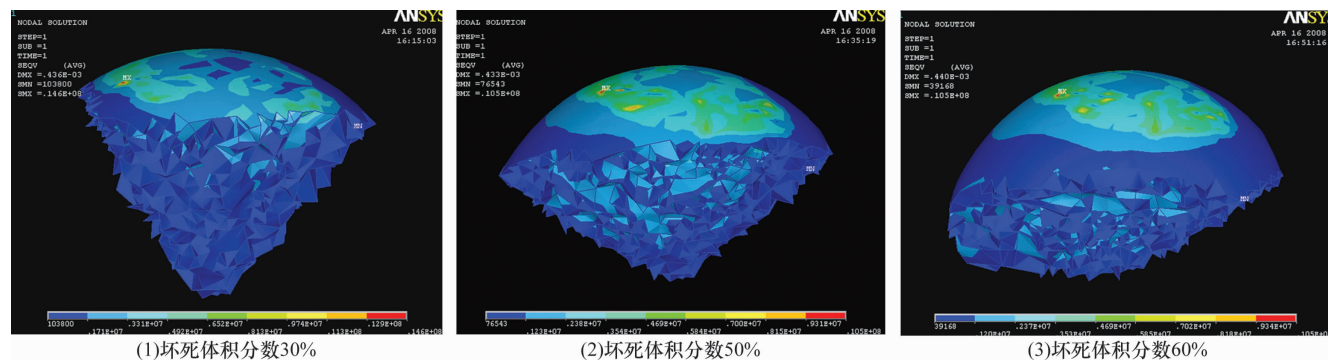 1
NODAL SOLUTION
STEP=1
SUB =1
TIME=1
SEQV (AVG)
DMX =.436E-03
SMN =103800
SMX =.146E+08
ANSYS
APR 16 2008
16:15:03
MX
MN
103800 .331E+07 .652E+07 .974E+07 .129E+08
.171E+07 .492E+07 .813E+07 .113E+08 .146E+08
(1)坏死体积分数30%
NODAL SOLUTION
STEP=1
SUB =1
TIME=1
SEQV (AVG)
DMX =.433E-03
SMN =76543
SMX =.105E+08
ANSYS
APR 16 2008
16:35:19
MX
MN
76543 .238E+07 .469E+07 .700E+07 .931E+07
.123E+07 .354E+07 .584E+07 .815E+07 .105E+08
(2)坏死体积分数50%
NODAL SOLUTION
STEP=1
SUB =1
TIME=1
SEQV (AVG)
DMX =.440E-03
SMN =39168
SMX =.105E+08
ANSYS
APR 16 2008
16:51:16
MX
MN
39168 .237E+07 .469E+07 .702E+07 .934E+07
.120E+07 .353E+07 .585E+07 .818E+07
(3)坏死体积分数60%